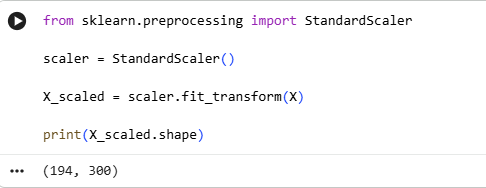 from sklearn.preprocessing import StandardScaler
scaler = StandardScaler()
X_scaled = scaler.fit_transform(X)
print(X_scaled.shape)
(194, 300)